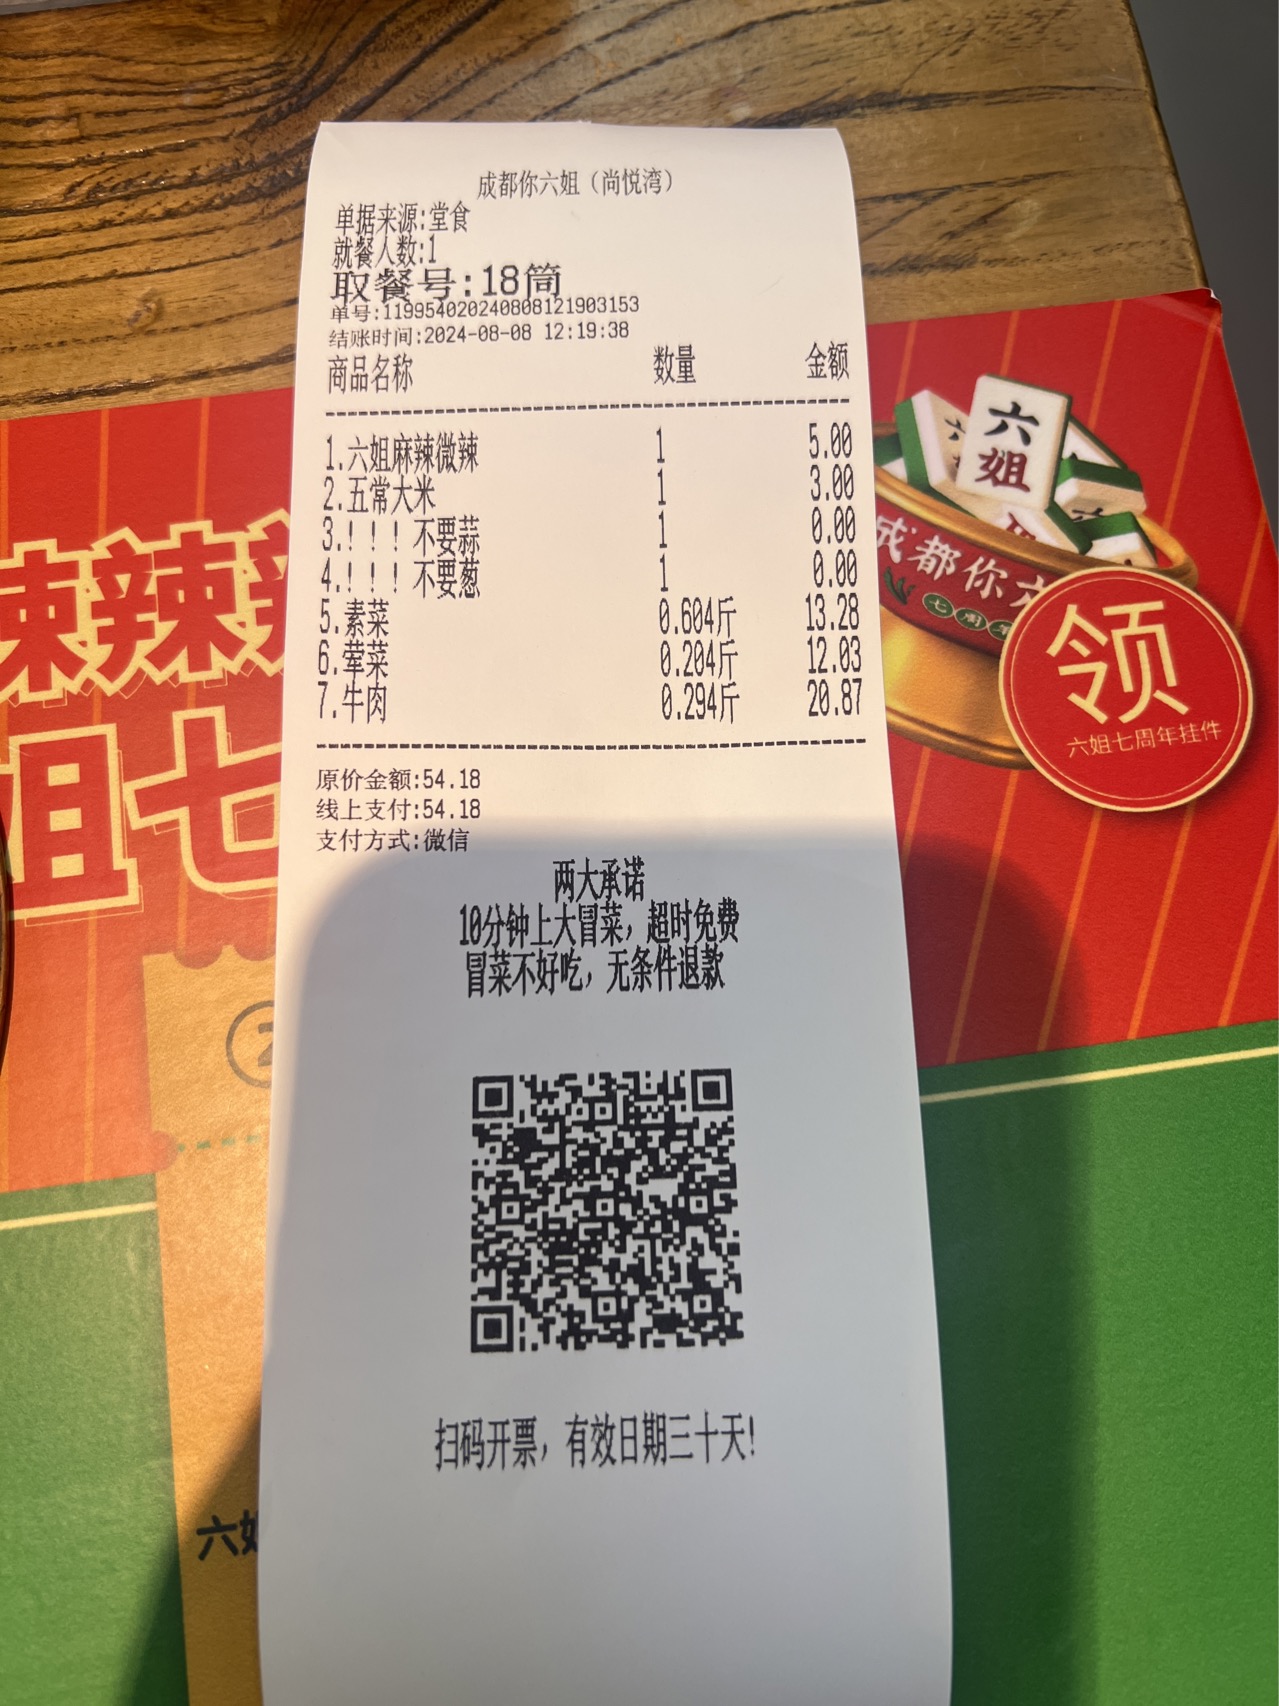 成都你六姐（尚悦湾）
单据来源:堂食
就餐人数:1
取餐号:18筒
单号:119954020240808121903153
结账时间:2024-08-08 12:19:38
商品名称 数量 金额
1.六姐麻辣微辣 1 5.00
2.五常大米 1 3.00
3.！！！不要蒜 1 0.00
4.！！！不要葱 1 0.00
5.素菜 0.604斤 13.28
6.荤菜 0.204斤 12.03
7.牛肉 0.294斤 20.87
原价金额:54.18
线上支付:54.18
支付方式:微信
两大承诺
10分钟上大冒菜，超时免费
冒菜不好吃，无条件退款
扫码开票，有效日期三十天!
六
姐
成都你六
七周年
领
六姐七周年挂件
辣辣
姐七
2
六姐